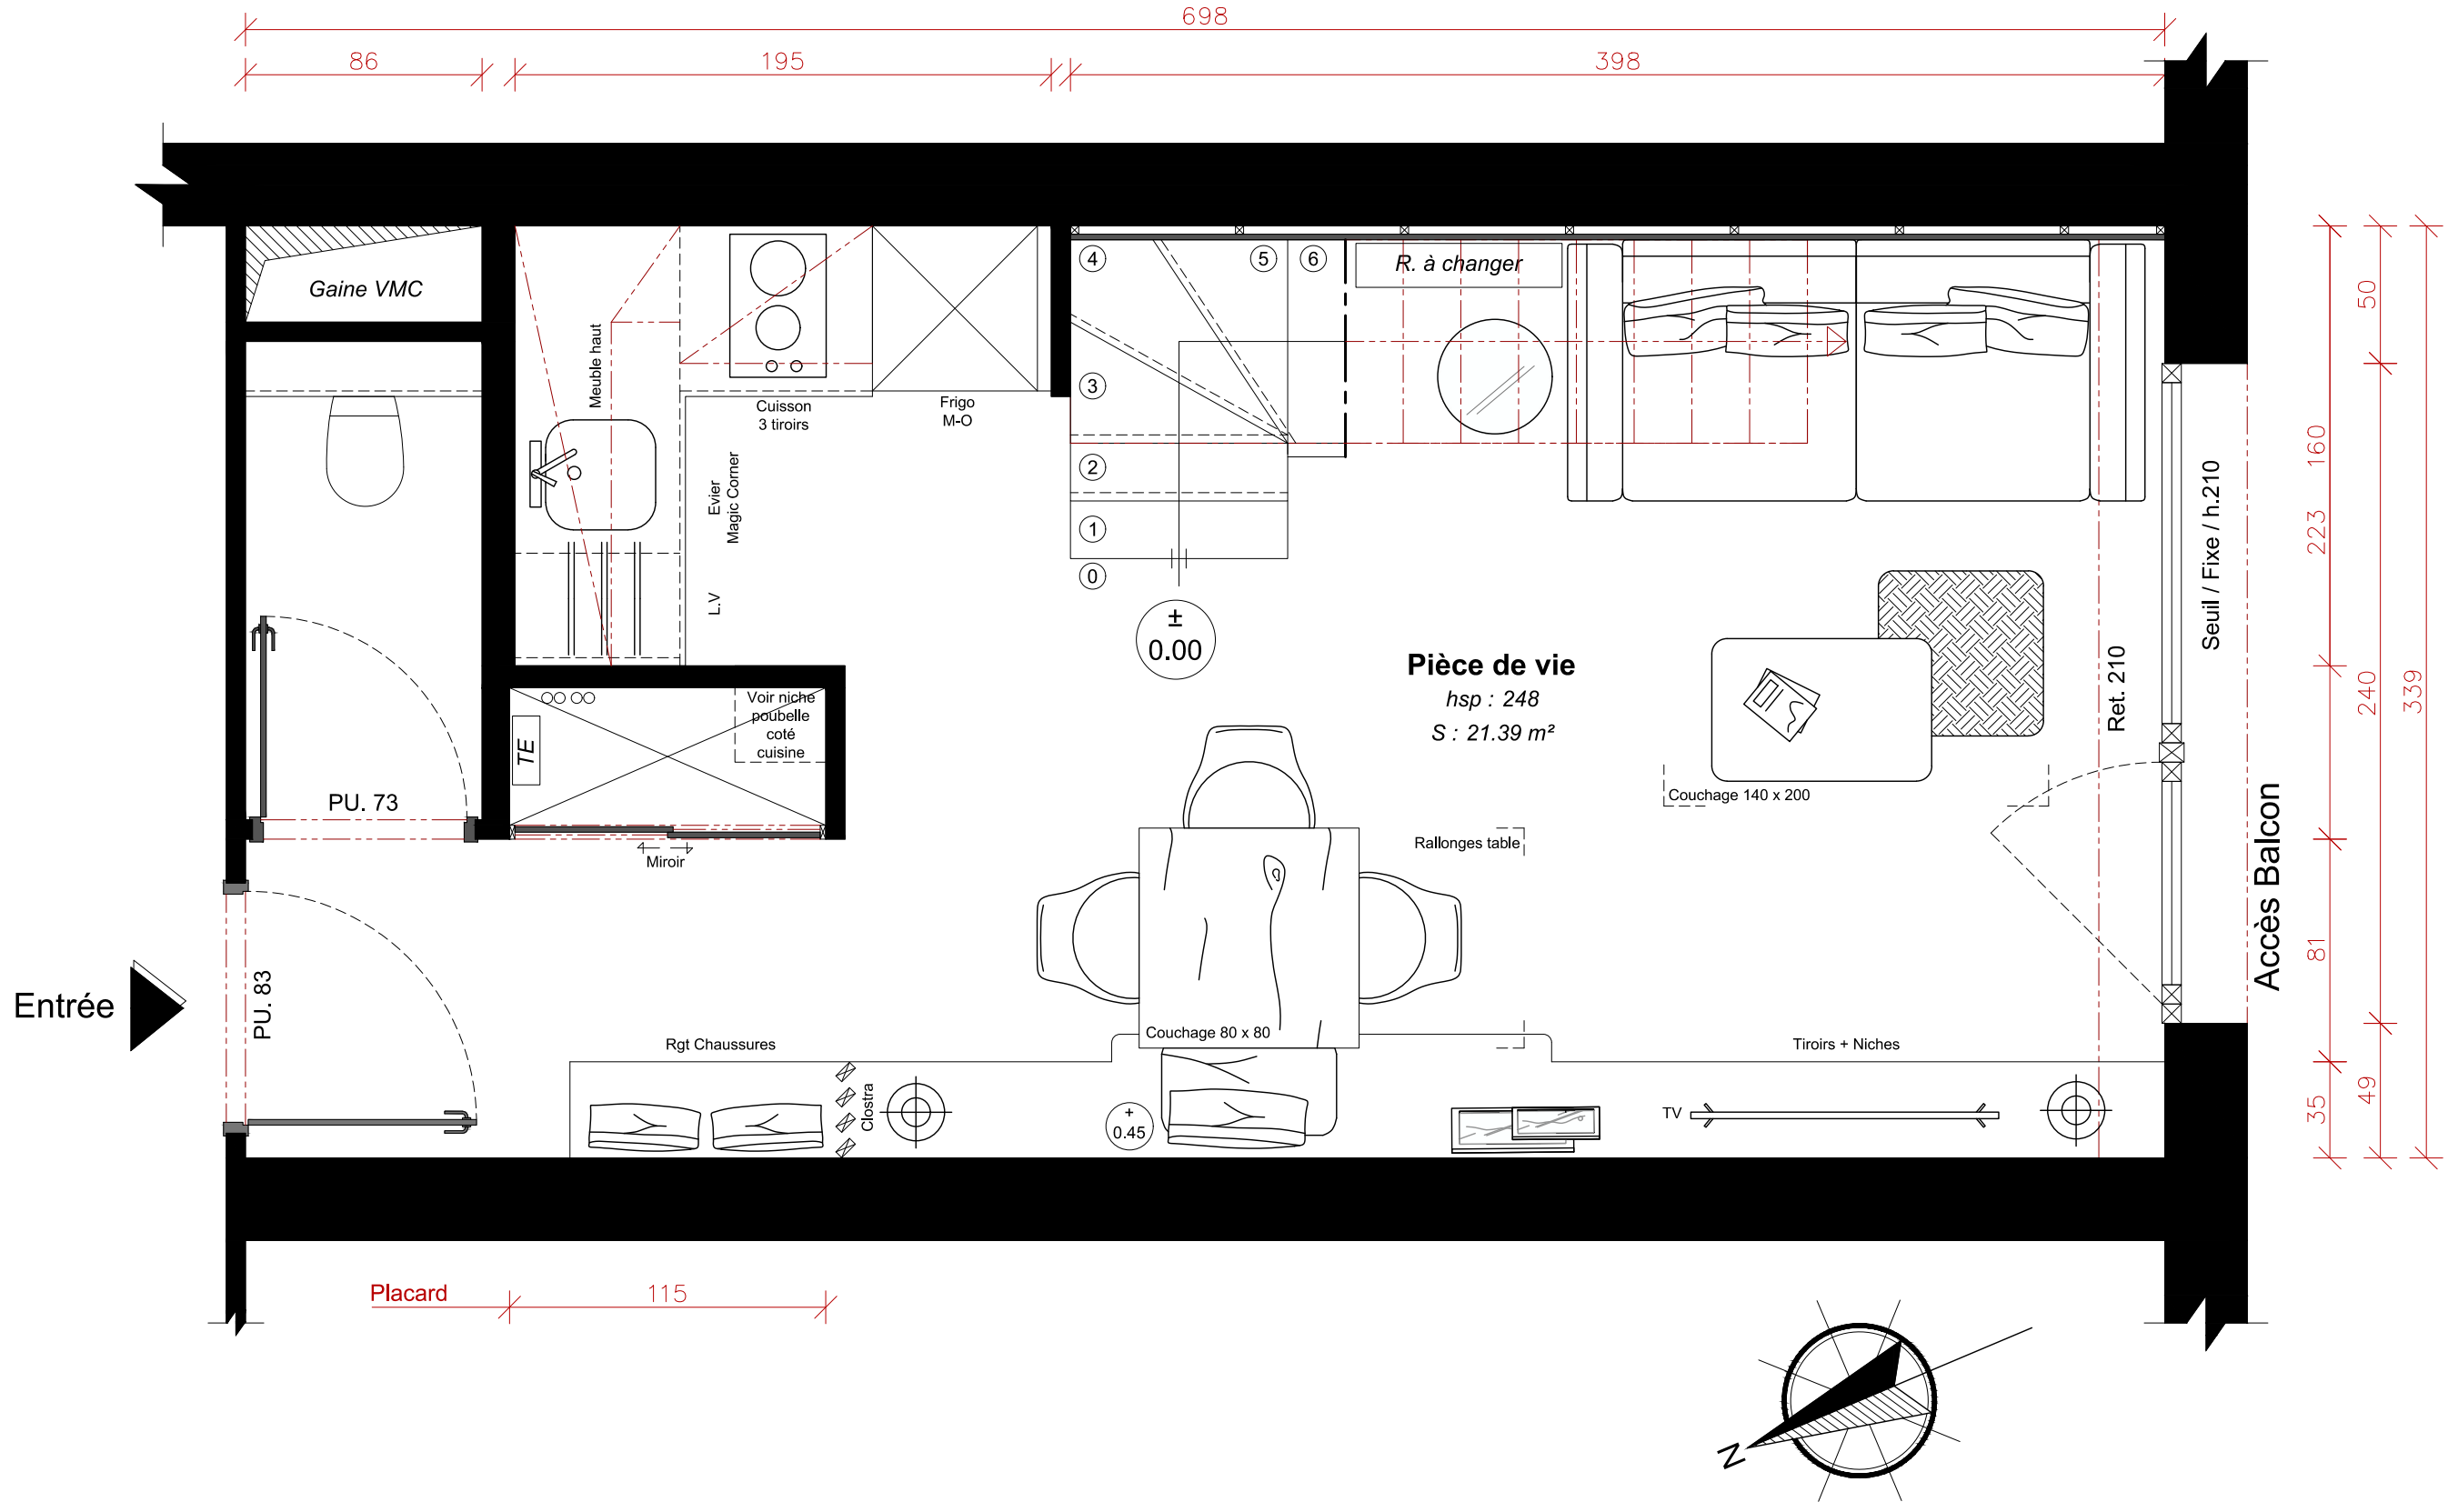 698
86
195
398
Gaine VMC
Meuble haut
Cuisson
3 tiroirs
Frigo
M-O
Evier
Magic Corner
L.V
4
5
6
3
2
1
0
R. à changer
±
0.00
Pièce de vie
hsp : 248
S : 21.39 m²
Couchage 140 x 200
Ret. 210
Seuil / Fixe / h.210
Accès Balcon
50
160
223
240
339
81
35
49
TE
Voir niche
poubelle
coté
cuisine
PU. 73
Miroir
Rallonges table
Entrée
PU. 83
Rgt Chaussures
Clostra
Couchage 80 x 80
+
0.45
Tiroirs + Niches
TV
Placard
115
N